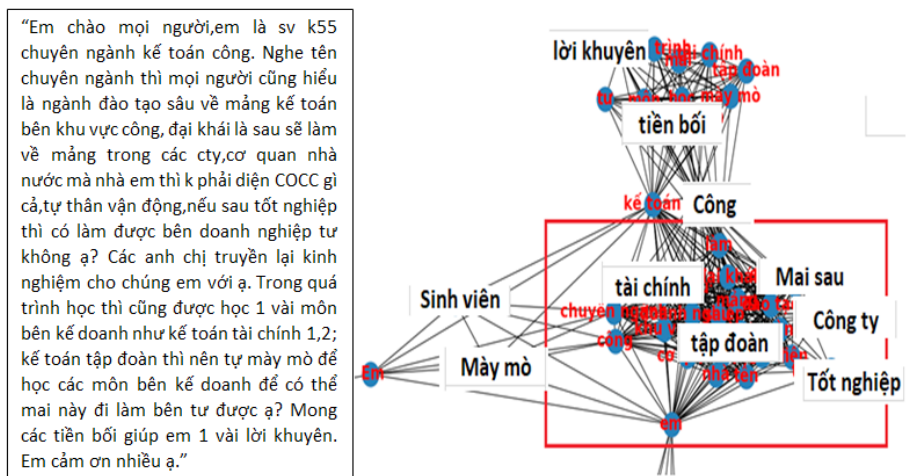 “Em chào mọi người,em là sv k55
chuyên ngành kế toán công. Nghe tên
chuyên ngành thì mọi người cũng hiểu
là ngành đào tạo sâu về mảng kế toán
bên khu vực công, đại khái là sau sẽ làm
về mảng trong các cty,cơ quan nhà
nước mà nhà em thì k phải diện COCC gì
cả,tự thân vận động,nếu sau tốt nghiệp
thì có làm được bên doanh nghiệp tư
không ạ? Các anh chị truyền lại kinh
nghiệm cho chúng em với ạ. Trong quá
trình học thì cũng được học 1 vài môn
bên kế doanh như kế toán tài chính 1,2;
kế toán tập đoàn thì nên tự mày mò để
học các môn bên kế doanh để có thể
mai này đi làm bên tư được ạ? Mong
các tiền bối giúp em 1 vài lời khuyên.
Em cảm ơn nhiều ạ.”
lời khuyên
trình
chính
tập đoàn
tư
học
mày mò
tiền bối
kế toán
Công
làm
tài chính
Mai sau
Sinh viên
Công ty
công
tập đoàn
Mày mò
Em
nhà
tên
Tốt nghiệp
em